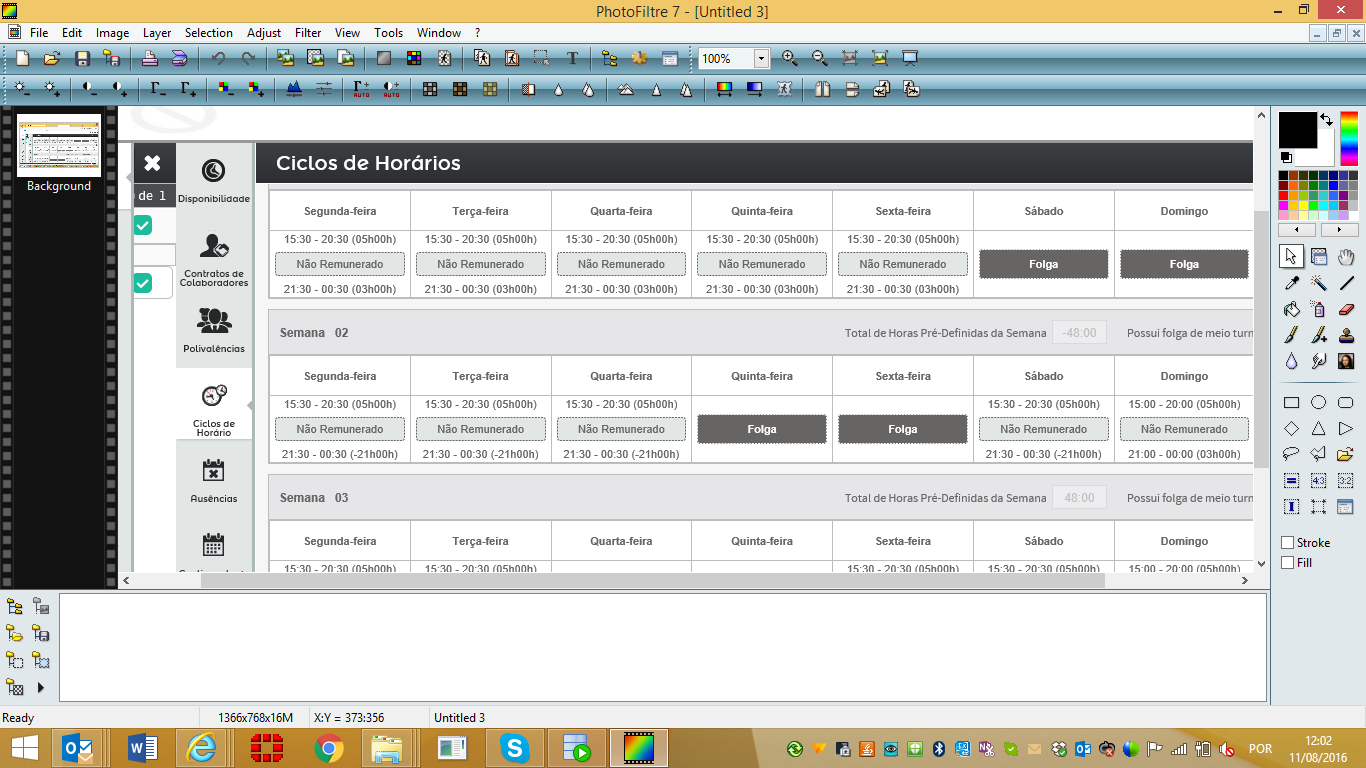 PhotoFiltre 7 - [Untitled 3]
File Edit Image Layer Selection Adjust Filter View Tools Window ?
100%
Background
de 1
Disponibilidade
Contratos de
Colaboradores
Polivalências
Ciclos de
Horário
Ausências
Ciclos de Horários
Segunda-feira Terça-feira Quarta-feira Quinta-feira Sexta-feira Sábado Domingo
15:30 - 20:30 (05h00h) 15:30 - 20:30 (05h00h) 15:30 - 20:30 (05h00h) 15:30 - 20:30 (05h00h) 15:30 - 20:30 (05h00h)
Não Remunerado Não Remunerado Não Remunerado Não Remunerado Não Remunerado Folga Folga
21:30 - 00:30 (03h00h) 21:30 - 00:30 (03h00h) 21:30 - 00:30 (03h00h) 21:30 - 00:30 (03h00h) 21:30 - 00:30 (03h00h)
Semana 02 Total de Horas Pré-Definidas da Semana -48:00 Possui folga de meio turn
Segunda-feira Terça-feira Quarta-feira Quinta-feira Sexta-feira Sábado Domingo
15:30 - 20:30 (05h00h) 15:30 - 20:30 (05h00h) 15:30 - 20:30 (05h00h) 15:30 - 20:30 (05h00h) 15:00 - 20:00 (05h00h)
Não Remunerado Não Remunerado Não Remunerado Folga Folga Não Remunerado Não Remunerado
21:30 - 00:30 (-21h00h) 21:30 - 00:30 (-21h00h) 21:30 - 00:30 (-21h00h) 21:30 - 00:30 (-21h00h) 21:00 - 00:00 (03h00h)
Semana 03 Total de Horas Pré-Definidas da Semana 48:00 Possui folga de meio turn
Segunda-feira Terça-feira Quarta-feira Quinta-feira Sexta-feira Sábado Domingo
15:30 - 20:30 (05h00h) 15:30 - 20:30 (05h00h) 15:30 - 20:30 (05h00h) 15:30 - 20:30 (05h00h) 15:00 - 20:00 (05h00h)
4:3 3:2
Stroke
Fill
Ready 1366x768x16M X:Y = 373:356 Untitled 3
POR
12:02
11/08/2016